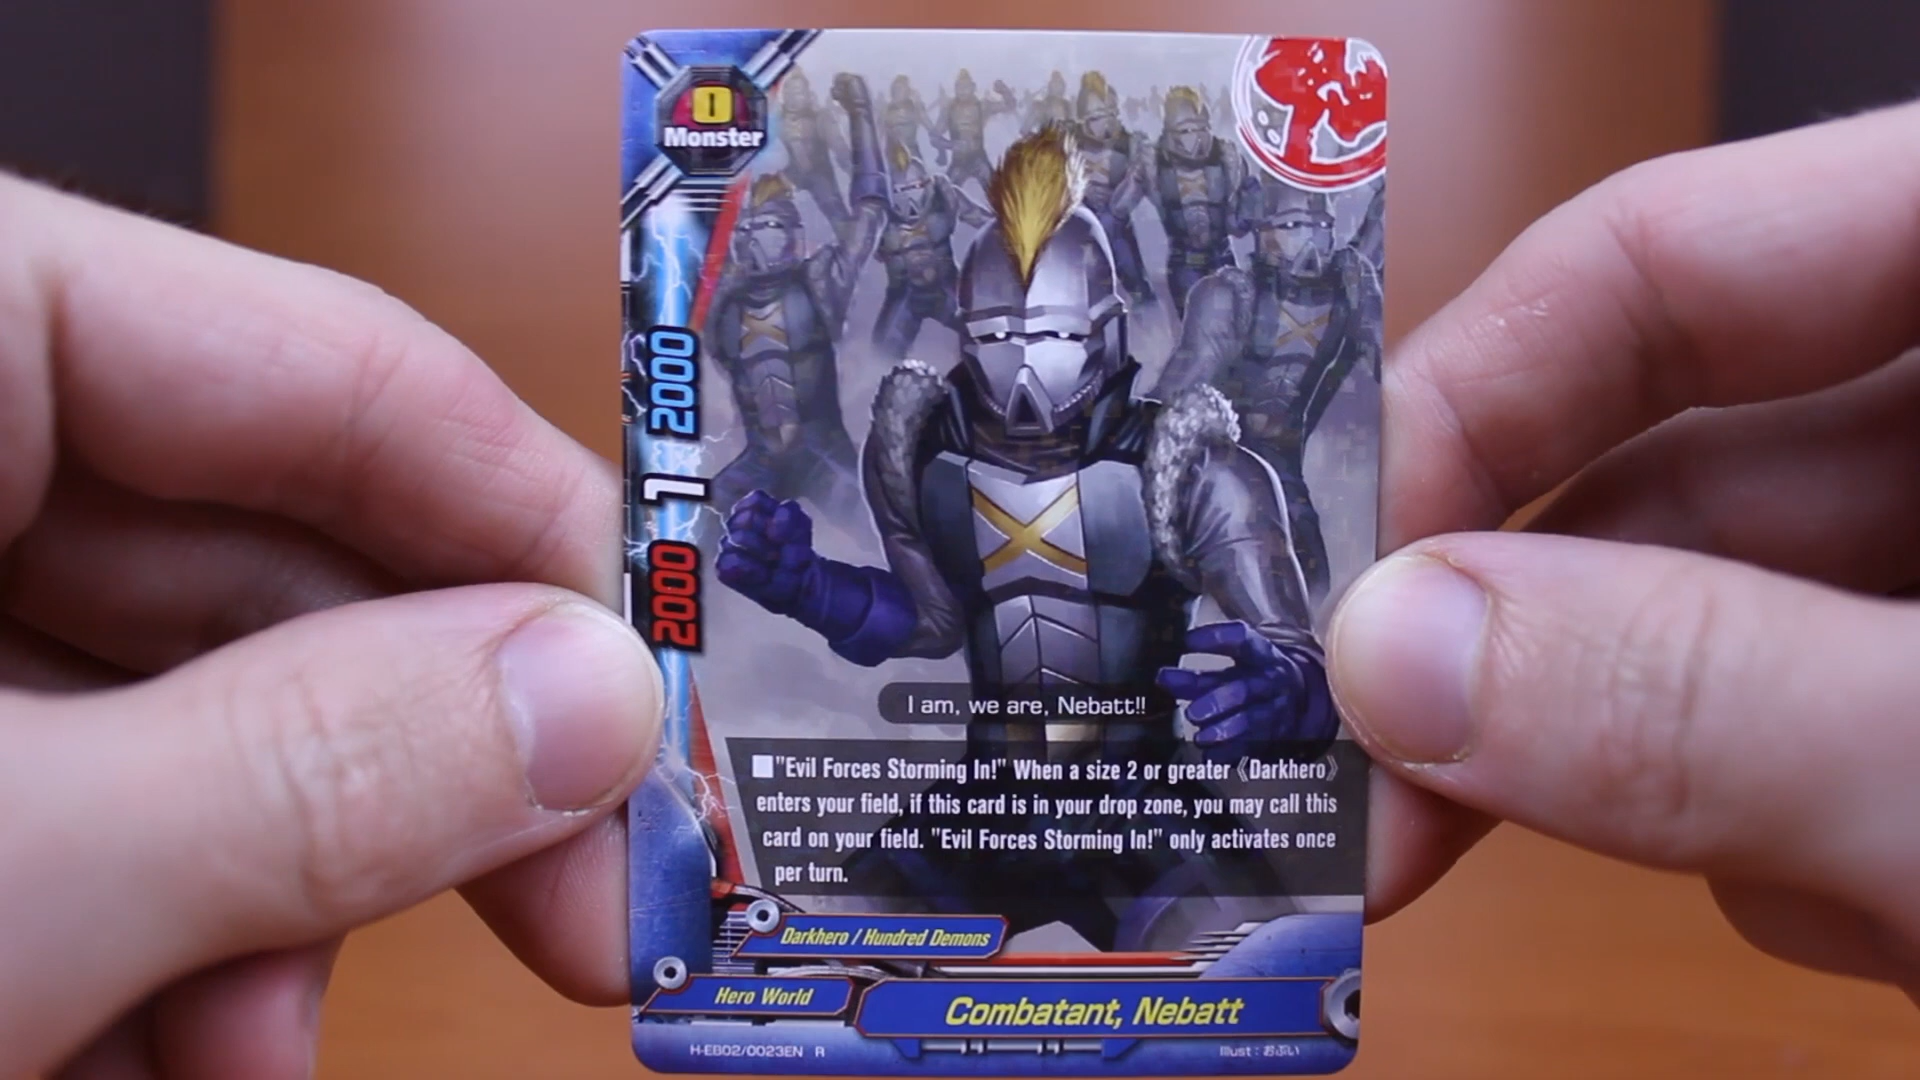 0
Monster
2000
1
2000
I am, we are, Nebatt!!
■"Evil Forces Storming In!" When a size 2 or greater 《Darkhero》
enters your field, if this card is in your drop zone, you may call this
card on your field. "Evil Forces Storming In!" only activates once
per turn.
Darkhero / Hundred Demons
Hero World
Combatant, Nebatt
H-EB02/0023EN R
Illust : おぶい